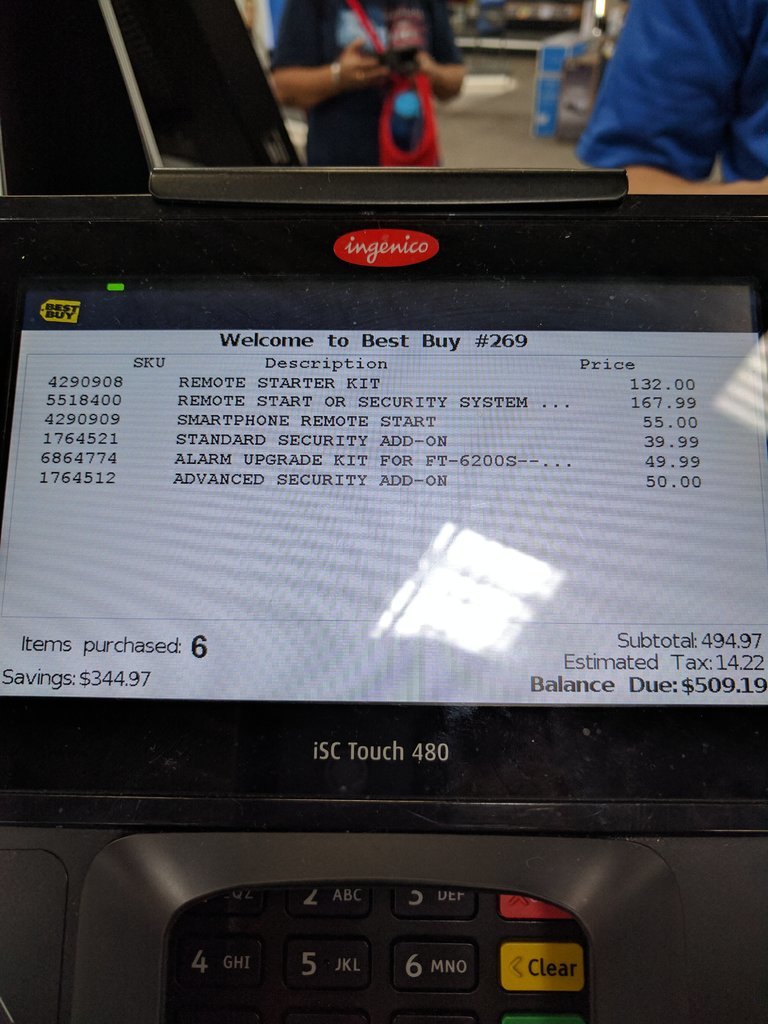 ingenico
BEST BUY
Welcome to Best Buy #269
SKU Description Price
4290908 REMOTE STARTER KIT 132.00
5518400 REMOTE START OR SECURITY SYSTEM ... 167.99
4290909 SMARTPHONE REMOTE START 55.00
1764521 STANDARD SECURITY ADD-ON 39.99
6864774 ALARM UPGRADE KIT FOR FT-6200S--... 49.99
1764512 ADVANCED SECURITY ADD-ON 50.00
Items purchased: 6 Subtotal: 494.97
Estimated Tax: 14.22
Savings: $344.97 Balance Due: $509.19
iSC Touch 480
2 ABC 3 DEF
4 GHI 5 JKL 6 MNO < Clear